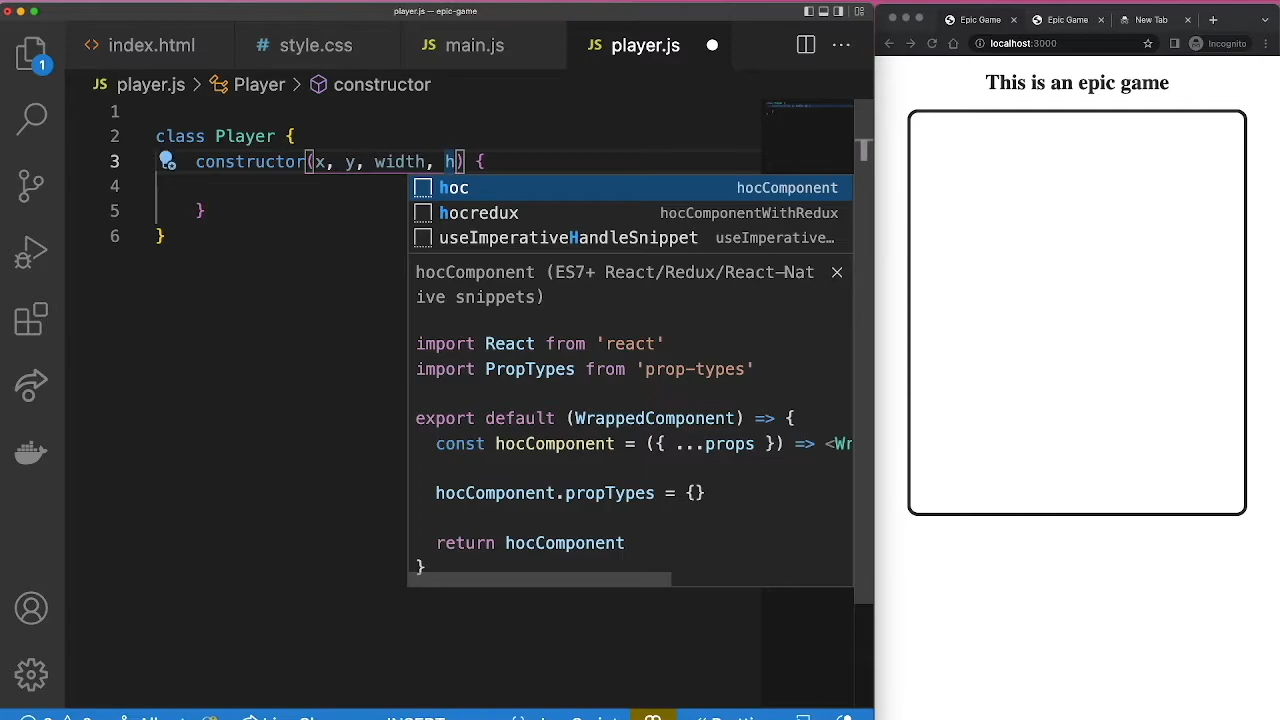 player.js — epic-game
index.html
style.css
main.js
player.js
player.js > Player > constructor
1
2 class Player {
3 constructor(x, y, width, h) {
4
5 }
6 }
hoc hocComponent
hocredux hocComponentWithRedux
useImperativeHandleSnippet useImperative…
hocComponent (ES7+ React/Redux/React-Nat
ive snippets)
import React from 'react'
import PropTypes from 'prop-types'
export default (WrappedComponent) => {
const hocComponent = ({ ...props }) => <Wr
hocComponent.propTypes = {}
return hocComponent
}
1
T
Epic Game
Epic Game
New Tab
localhost:3000
Incognito
This is an epic game